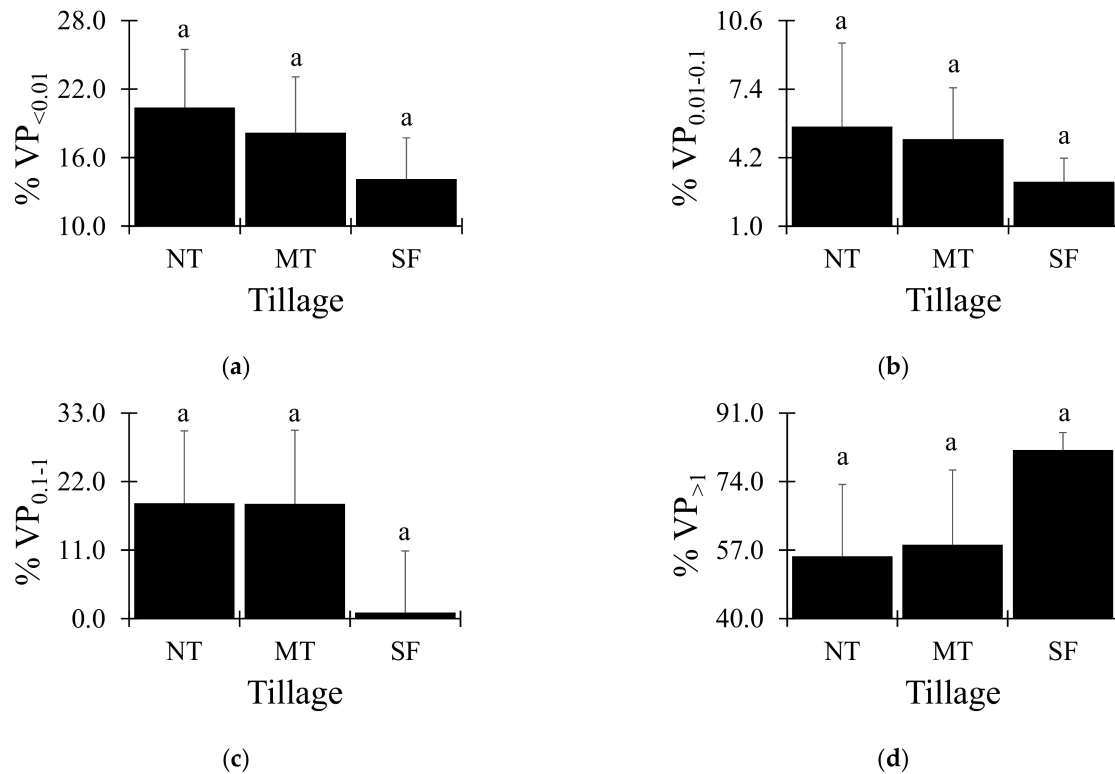 28.0
22.0
16.0
10.0
% VP<0.01
a
a
a
NT MT SF
Tillage
(a)
10.6
7.4
4.2
1.0
% VP0.01-0.1
a
a
a
NT MT SF
Tillage
(b)
33.0
22.0
11.0
0.0
% VP0.1-1
a
a
a
NT MT SF
Tillage
(c)
91.0
74.0
57.0
40.0
% VP>1
a
a
a
NT MT SF
Tillage
(d)